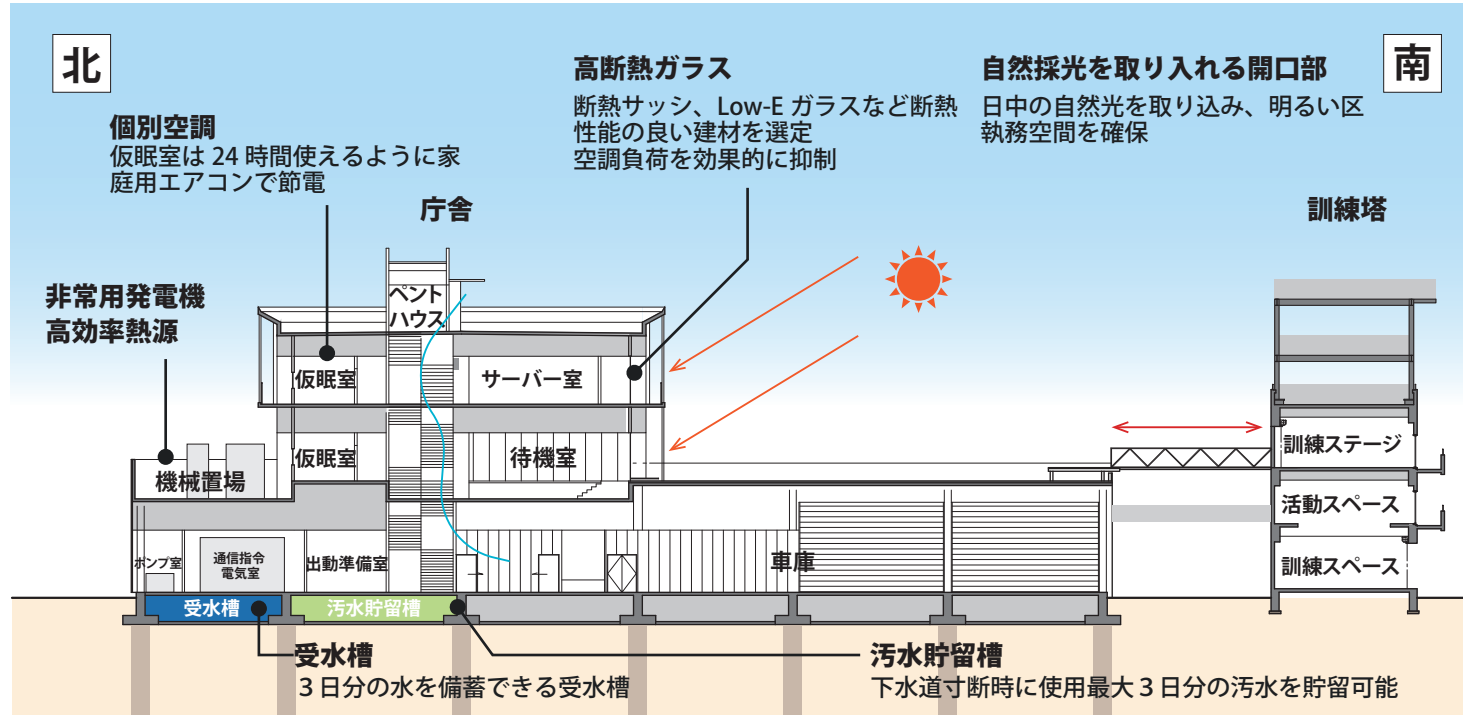 北
南
高断熱ガラス
断熱サッシ、Low-E ガラスなど断熱
性能の良い建材を選定
空調負荷を効果的に抑制
自然採光を取り入れる開口部
日中の自然光を取り込み、明るい区
執務空間を確保
個別空調
仮眠室は 24 時間使えるように家
庭用エアコンで節電
庁舎
訓練塔
非常用発電機
高効率熱源
ペント
ハウス
仮眠室
サーバー室
仮眠室
待機室
機械置場
訓練ステージ
活動スペース
訓練スペース
ポンプ室
通信指令
電気室
出動準備室
車庫
受水槽
汚水貯留槽
受水槽
3 日分の水を備蓄できる受水槽
汚水貯留槽
下水道寸断時に使用最大 3 日分の汚水を貯留可能